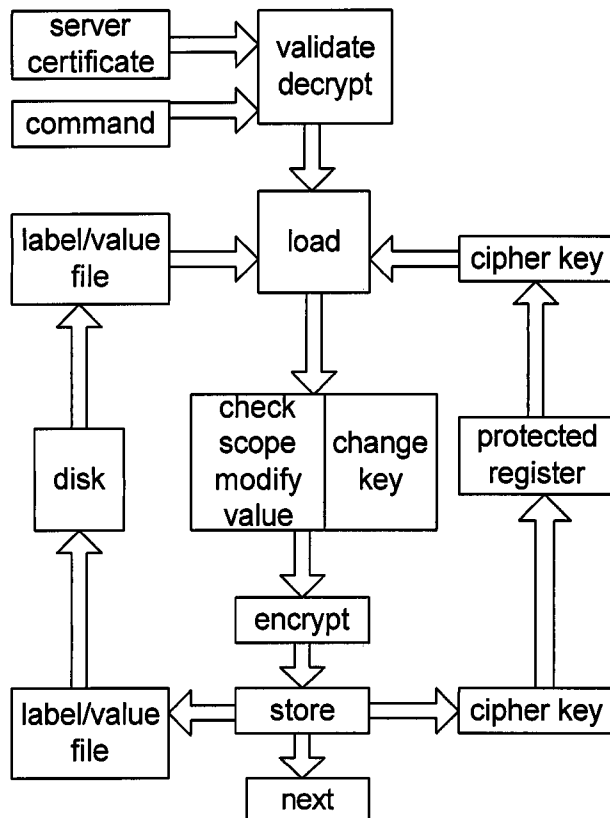 server
certificate
validate
decrypt
command
label/value
file
load
cipher key
check
scope
modify
value
change
key
disk
protected
register
encrypt
label/value
file
store
cipher key
next